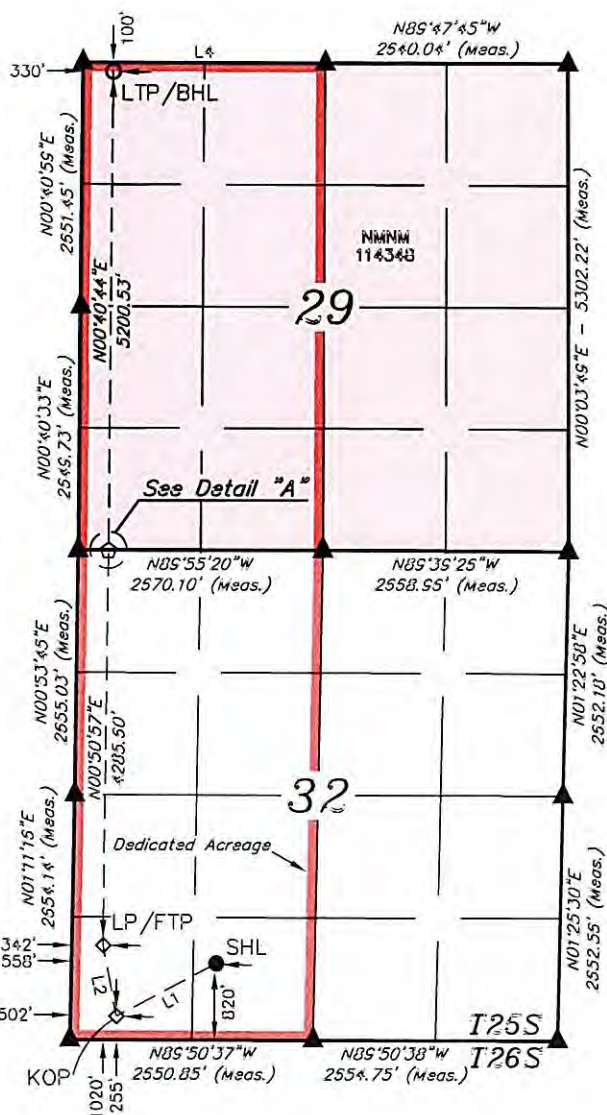 100'
330'
L4
N89°47'45"W
2540.04' (Meas.)
LTP/BHL
N00°40'59"E
2551.45' (Meas.)
NMNM
114348
N00°40'44"E
5200.53'
29
N00°03'49"E - 5302.22' (Meas.)
N00°40'33"E
2549.73' (Meas.)
See Detail "A"
N89°55'20"W
2570.10' (Meas.)
N89°39'25"W
2558.95' (Meas.)
N00°53'45"E
2555.03' (Meas.)
N00°50'57"E
4285.50'
N01°22'58"E
2552.18' (Meas.)
32
Dedicated Acreage
N01°11'15"E
2554.14' (Meas.)
N01°25'30"E
2552.55' (Meas.)
LP/FTP
342'
558'
SHL
L2
L1
820'
502'
T25S
T26S
KOP
N89°50'37"W
2550.85' (Meas.)
N89°50'38"W
2554.75' (Meas.)
1020'
255'